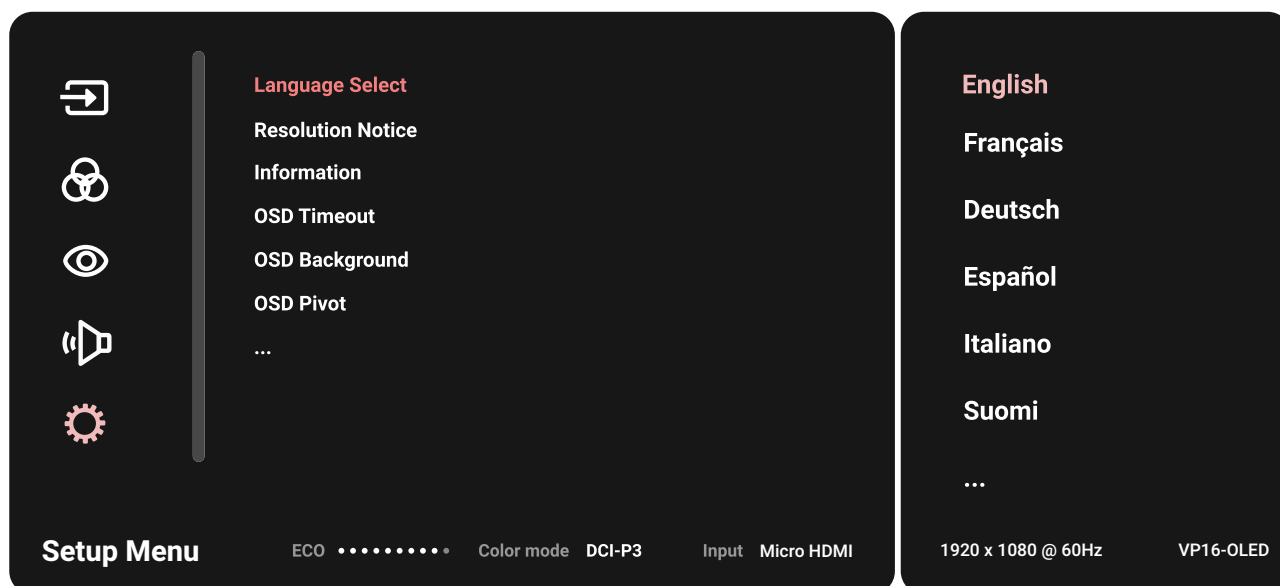 Language Select
Resolution Notice
Information
OSD Timeout
OSD Background
OSD Pivot
...
English
Français
Deutsch
Español
Italiano
Suomi
...
Setup Menu
ECO
Color mode DCI-P3
Input Micro HDMI
1920 x 1080 @ 60Hz
VP16-OLED